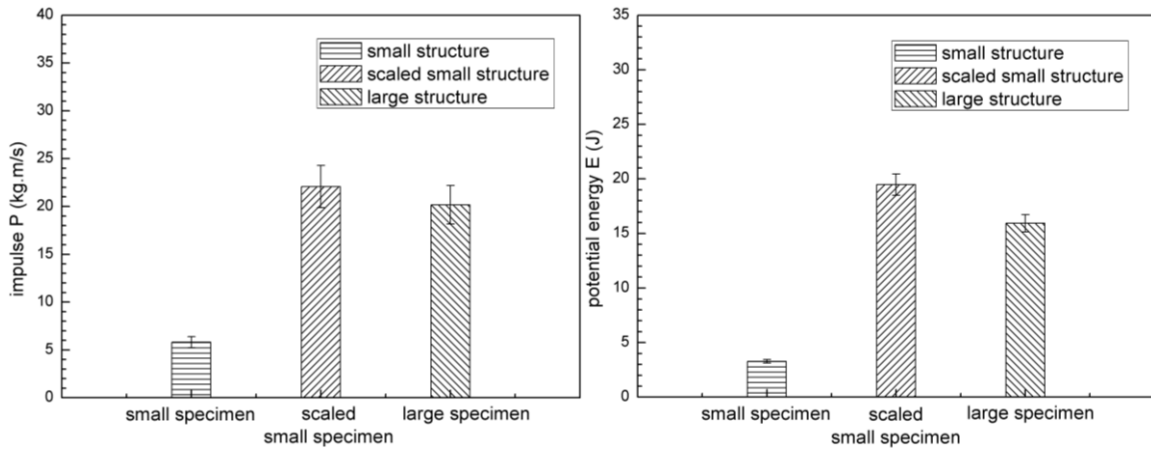 impulse P (kg.m/s)
40
35
30
25
20
15
10
5
0
small structure
scaled small structure
large structure
small specimen
scaled
small specimen
large specimen
potential energy E (J)
35
30
25
20
15
10
5
0
small structure
scaled small structure
large structure
small specimen
scaled
small specimen
large specimen